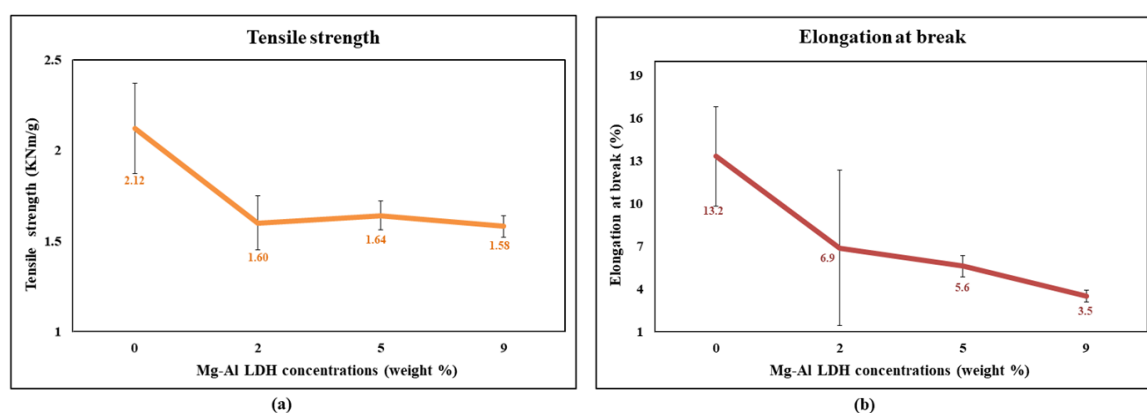 Tensile strength
2.5
2
1.5
1
Tensile strength (KNm/g)
2.12
1.60
1.64
1.58
0 2 5 9
Mg-Al LDH concentrations (weight %)
(a)
Elongation at break
19
16
13
10
7
4
1
Elongation at break (%)
13.2
6.9
5.6
3.5
0 2 5 9
Mg-Al LDH concentrations (weight %)
(b)